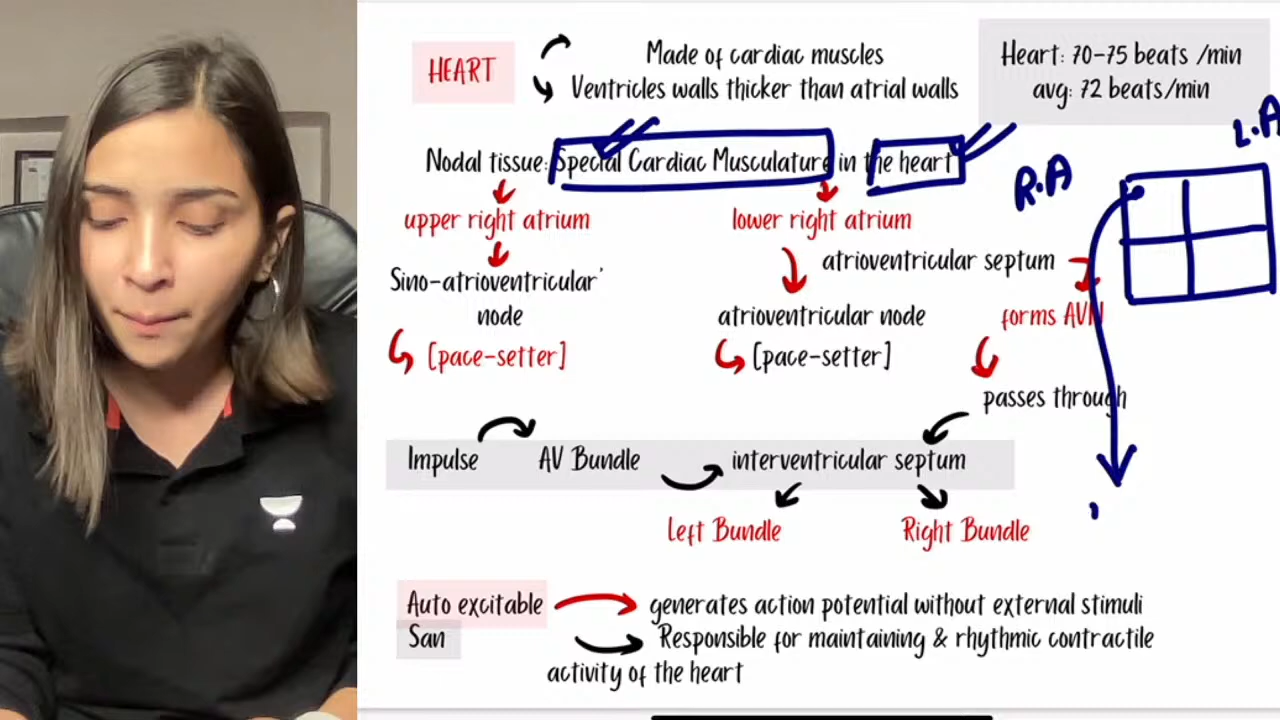 HEART
Made of cardiac muscles
Ventricles walls thicker than atrial walls
Heart: 70-75 beats /min
avg: 72 beats/min
L.A
Nodal tissue: Special Cardiac Musculature in the heart
R.A
upper right atrium
lower right atrium
atrioventricular septum
Sino-atrioventricular'
node
atrioventricular node
forms AVN
[pace-setter]
[pace-setter]
passes through
Impulse
AV Bundle
interventricular septum
Left Bundle
Right Bundle
Auto excitable
generates action potential without external stimuli
San
Responsible for maintaining & rhythmic contractile
activity of the heart